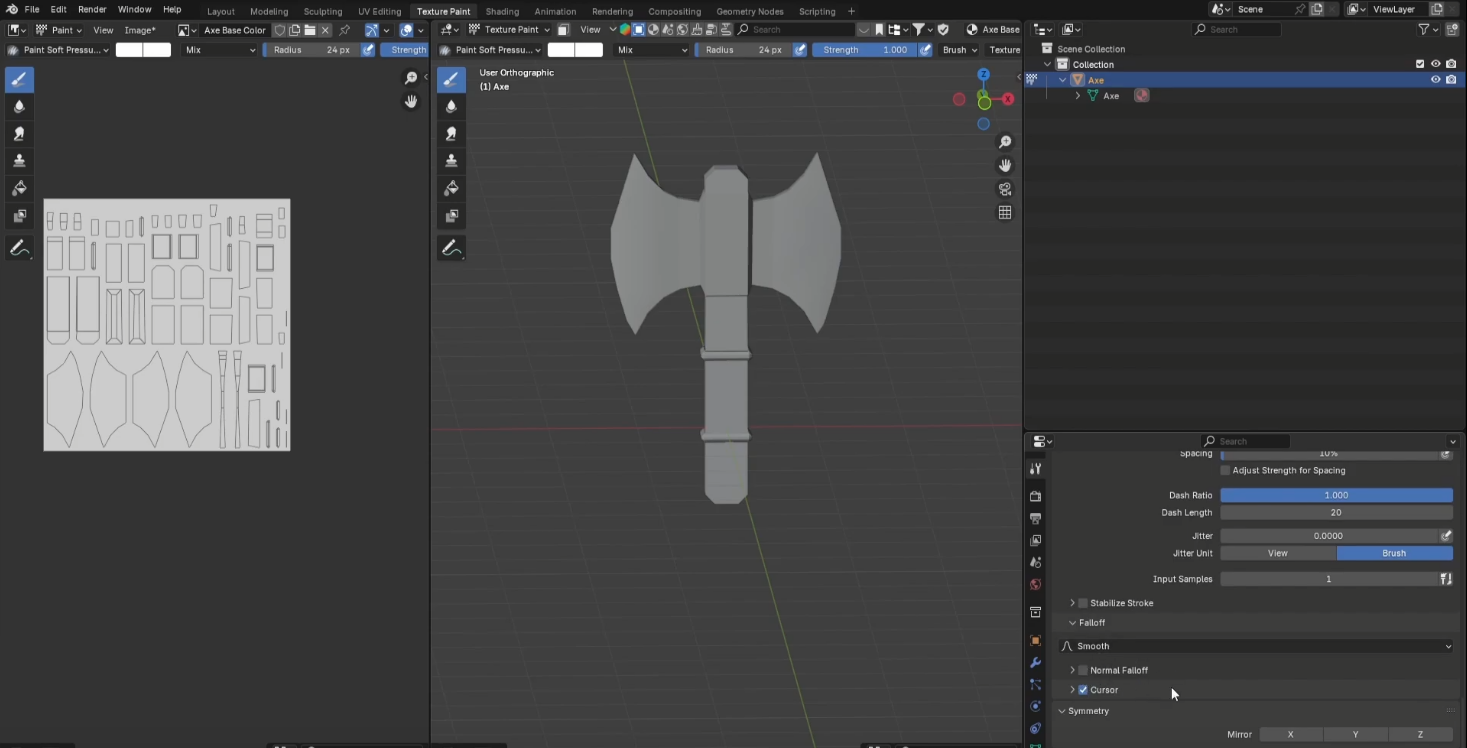 File Edit Render Window Help Layout Modeling Sculpting UV Editing Texture Paint Shading Animation Rendering Compositing Geometry Nodes Scripting + Scene ViewLayer
Paint View Image* Axe Base Color Texture Paint View Search Axe Base Search
Paint Soft Pressu... Mix Radius 24 px Strength Paint Soft Pressu... Mix Radius 24 px Strength 1.000 Brush Texture
Scene Collection
Collection
Axe
Axe
User Orthographic
(1) Axe
Z
X
Search
Spacing 10%
Adjust Strength for Spacing
Dash Ratio 1.000
Dash Length 20
Jitter 0.0000
Jitter Unit View Brush
Input Samples 1
Stabilize Stroke
Falloff
Smooth
Normal Falloff
Cursor
Symmetry
Mirror X Y Z